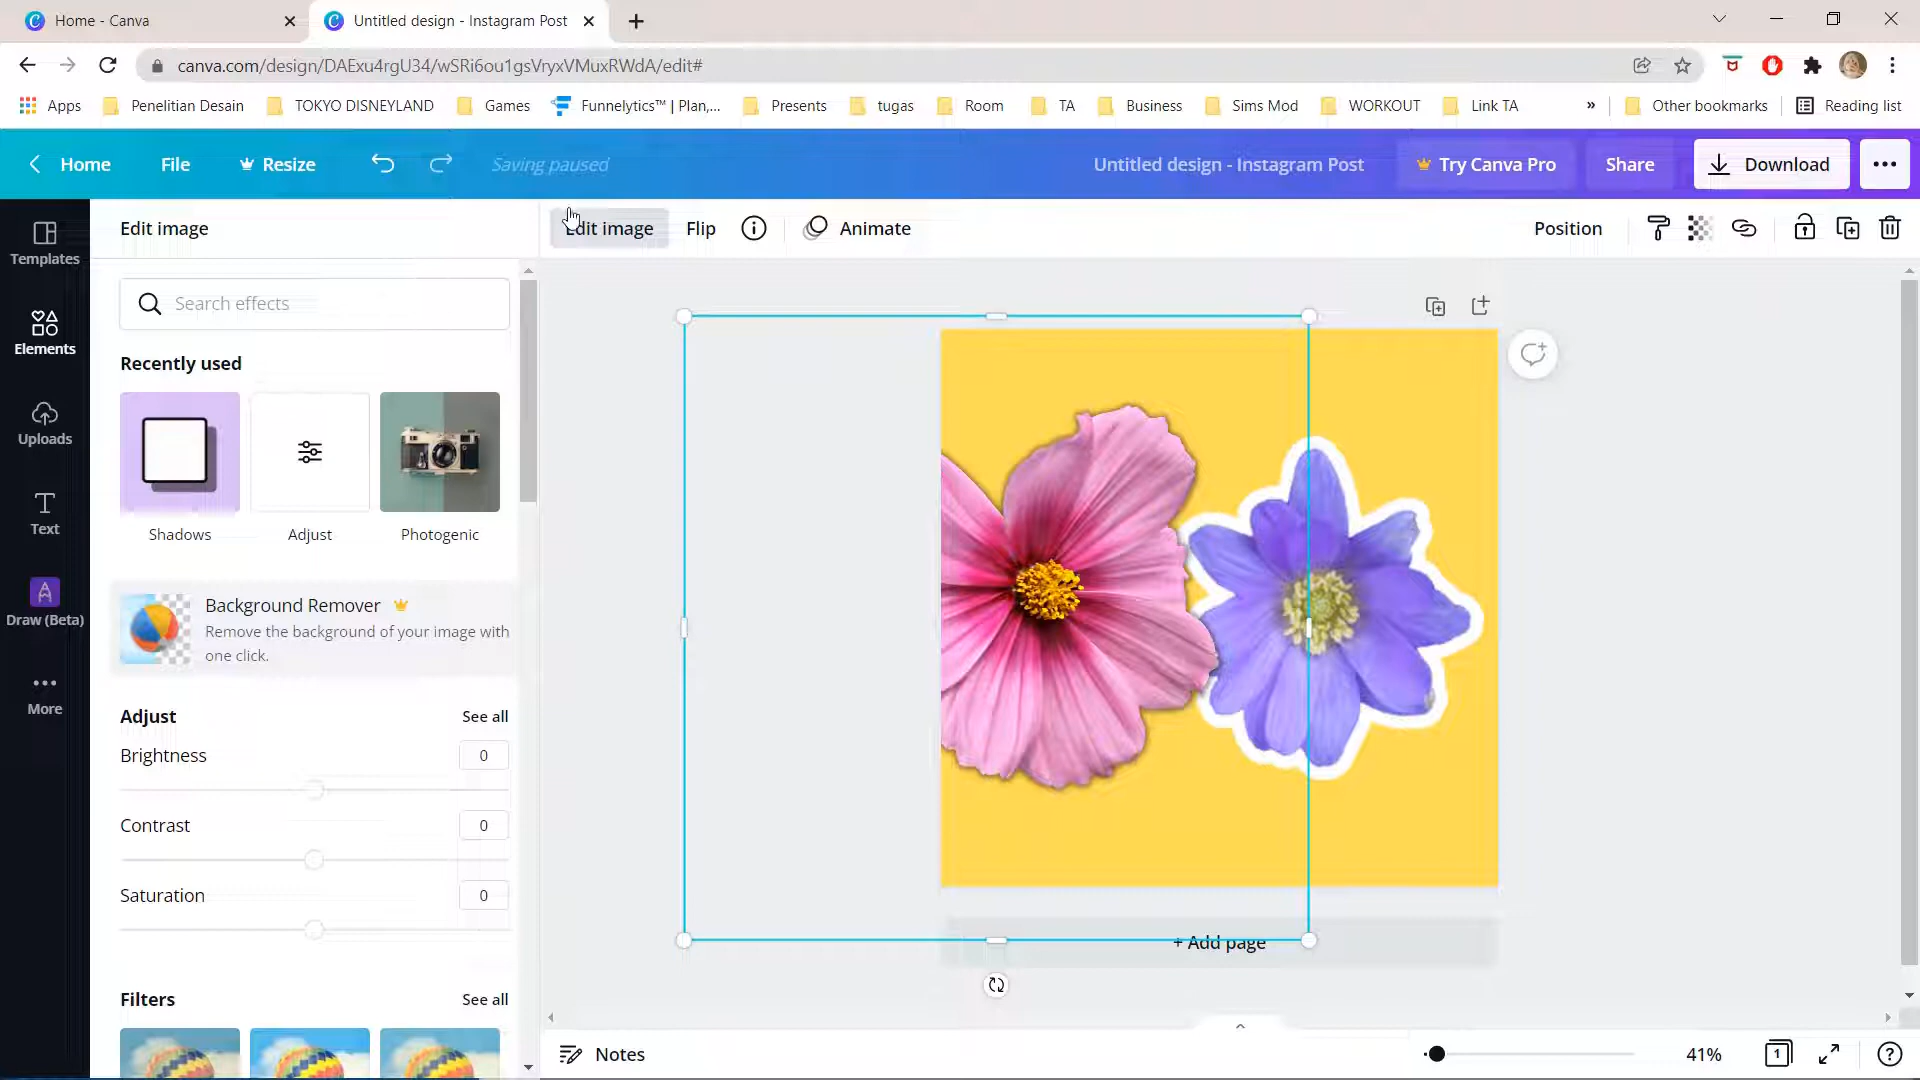 Home - Canva
Untitled design - Instagram Post
canva.com/design/DAExu4rgU34/wSRi6ou1gsVryxVMuxRWdA/edit#
Apps Penelitian Desain TOKYO DISNEYLAND Games Funnelytics™ | Plan,... Presents tugas Room TA Business Sims Mod WORKOUT Link TA » Other bookmarks Reading list
Home File Resize Saving paused Untitled design - Instagram Post Try Canva Pro Share Download
Edit image
Edit image Flip Animate Position
Templates
Elements
Uploads
Text
Draw (Beta)
More
Search effects
Recently used
Shadows Adjust Photogenic
Background Remover
Remove the background of your image with
one click.
Adjust See all
Brightness 0
Contrast 0
Saturation 0
Filters See all
+ Add page
Notes 41% 1